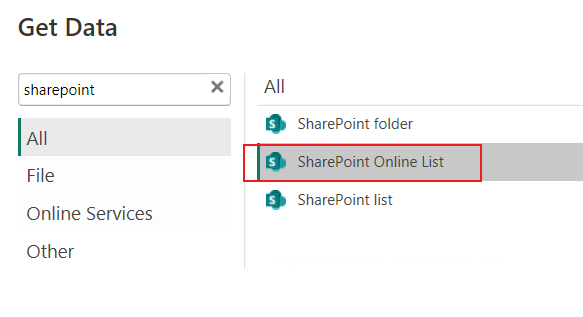 Get Data
sharepoint
All
File
Online Services
Other
All
SharePoint folder
SharePoint Online List
SharePoint list